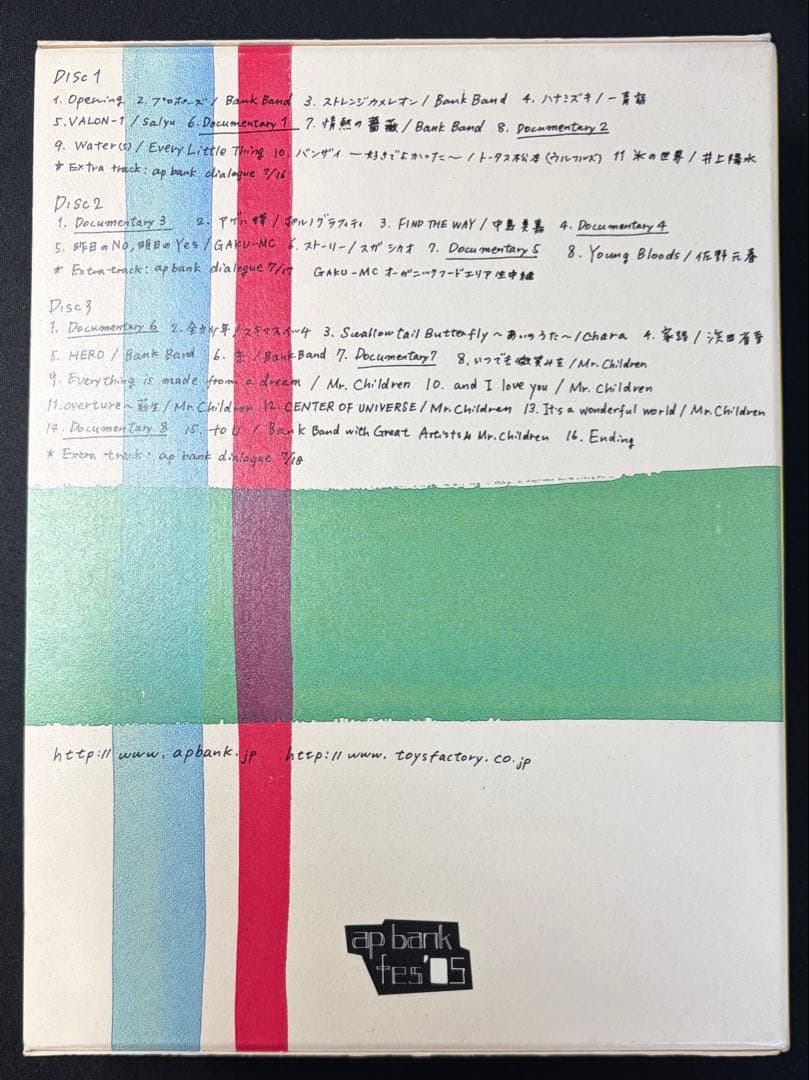 Disc 1
1. Opening 2. プロポーズ / Bank Band 3. ストレンジカメレオン / Bank Band 4. ハナミズキ / 一青窈
5. VALON-1 / Salyu 6. Documentary 1 7. 情熱の薔薇 / Bank Band 8. Documentary 2
9. Water(s) / Every Little Thing 10. バンザイ 〜好きでよかった〜 / トータス松本 (ウルフルズ) 11 氷の世界 / 井上陽水
* Extra track: ap bank dialogue 7/16
Disc2
1. Documentary 3 2. アゲハ蝶 / ポルノグラフィティ 3. FIND THE WAY / 中島美嘉 4. Documentary 4
5. 昨日のNo, 明日のYes / GAKU-MC 6. ストーリー / スガ シカオ 7. Documentary 5 8. Young Bloods / 佐野元春
* Extra track: ap bank dialogue 7/17 GAKU-MC オーガニックフードエリア生中継
Disc3
1. Documentary 6 2. 全力少年 / スキマスイッチ 3. Swallowtail Butterfly 〜あいのうた〜 / Chara 4. 家路 / 浜田省吾
5. HERO / Bank Band 6. 糸 / Bank Band 7. Documentary 7 8. いつでも微笑みを / Mr. Children
9. Everything is made from a dream / Mr. Children 10. and I love you / Mr. Children
11. overture〜蘇生 / Mr. Children 12. CENTER OF UNIVERSE / Mr. Children 13. It's a wonderful world / Mr. Children
14. Documentary 8 15. to U / Bank Band with Great Artists & Mr. Children 16. Ending
* Extra track: ap bank dialogue 7/18
http://www.apbank.jp http://www.toysfactory.co.jp
ap bank
fes'05